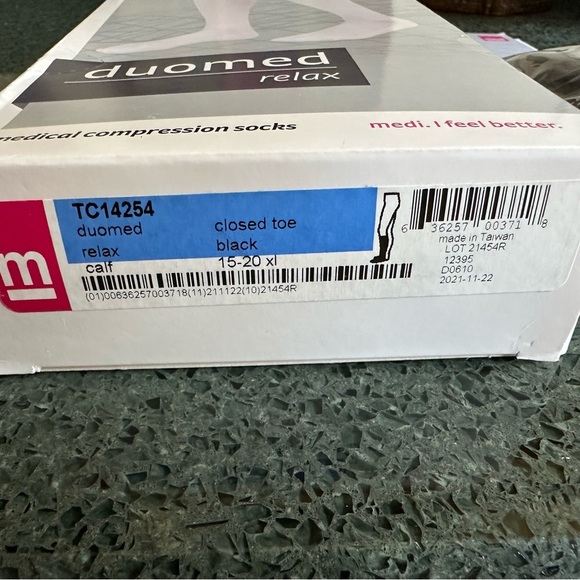 duomed
relax
medical compression socks
medi. I feel better.
m
TC14254
duomed closed toe
relax black
calf 15-20 xl
(01)00636257003718(11)211122(10)21454R
6 36257 00371 8
made in Taiwan
LOT 21454R
12395
D0610
2021-11-22